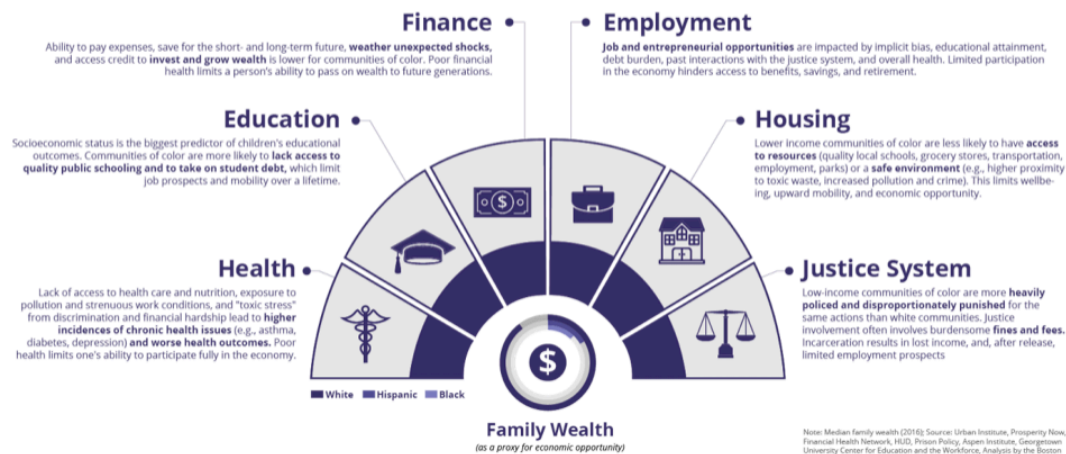 Finance
Ability to pay expenses, save for the short- and long-term future, weather unexpected shocks,
and access credit to invest and grow wealth is lower for communities of color. Poor financial
health limits a person's ability to pass on wealth to future generations.
Employment
Job and entrepreneurial opportunities are impacted by implicit bias, educational attainment,
debt burden, past interactions with the justice system, and overall health. Limited participation
in the economy hinders access to benefits, savings, and retirement.
Education
Socioeconomic status is the biggest predictor of children's educational
outcomes. Communities of color are more likely to lack access to
quality public schooling and to take on student debt, which limit
job prospects and mobility over a lifetime.
Housing
Lower income communities of color are less likely to have access
to resources (quality local schools, grocery stores, transportation,
employment, parks) or a safe environment (e.g., higher proximity
to toxic waste, increased pollution and crime). This limits wellbe-
ing, upward mobility, and economic opportunity.
Health
Lack of access to health care and nutrition, exposure to
pollution and strenuous work conditions, and "toxic stress"
from discrimination and financial hardship lead to higher
incidences of chronic health issues (e.g., asthma,
diabetes, depression) and worse health outcomes. Poor
health limits one's ability to participate fully in the economy.
Justice System
Low-income communities of color are more heavily
policed and disproportionately punished for the
same actions than white communities. Justice
involvement often involves burdensome fines and fees.
Incarceration results in lost income, and, after release,
limited employment prospects
$
$
White Hispanic Black
Family Wealth
(as a proxy for economic opportunity)
Note: Median family wealth (2016); Source: Urban Institute, Prosperity Now,
Financial Health Network, HUD, Prison Policy, Aspen Institute, Georgetown
University Center for Education and the Workforce, Analysis by the Boston